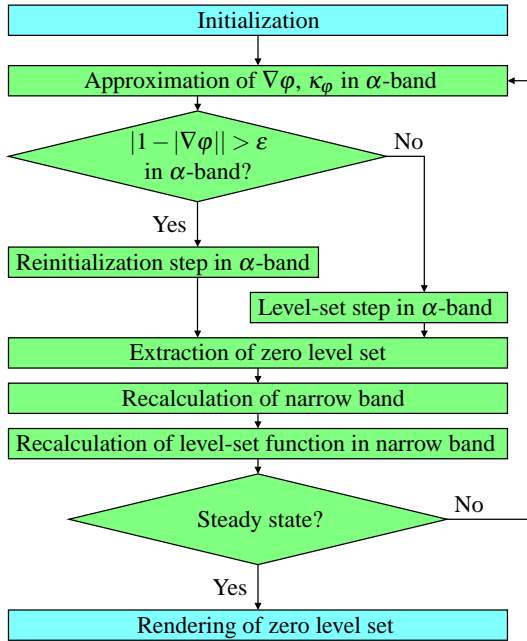 Initialization
Approximation of ∇φ, κφ in α-band
|1 − |∇φ|| > ε
in α-band?
No
Yes
Reinitialization step in α-band
Level-set step in α-band
Extraction of zero level set
Recalculation of narrow band
Recalculation of level-set function in narrow band
Steady state?
No
Yes
Rendering of zero level set